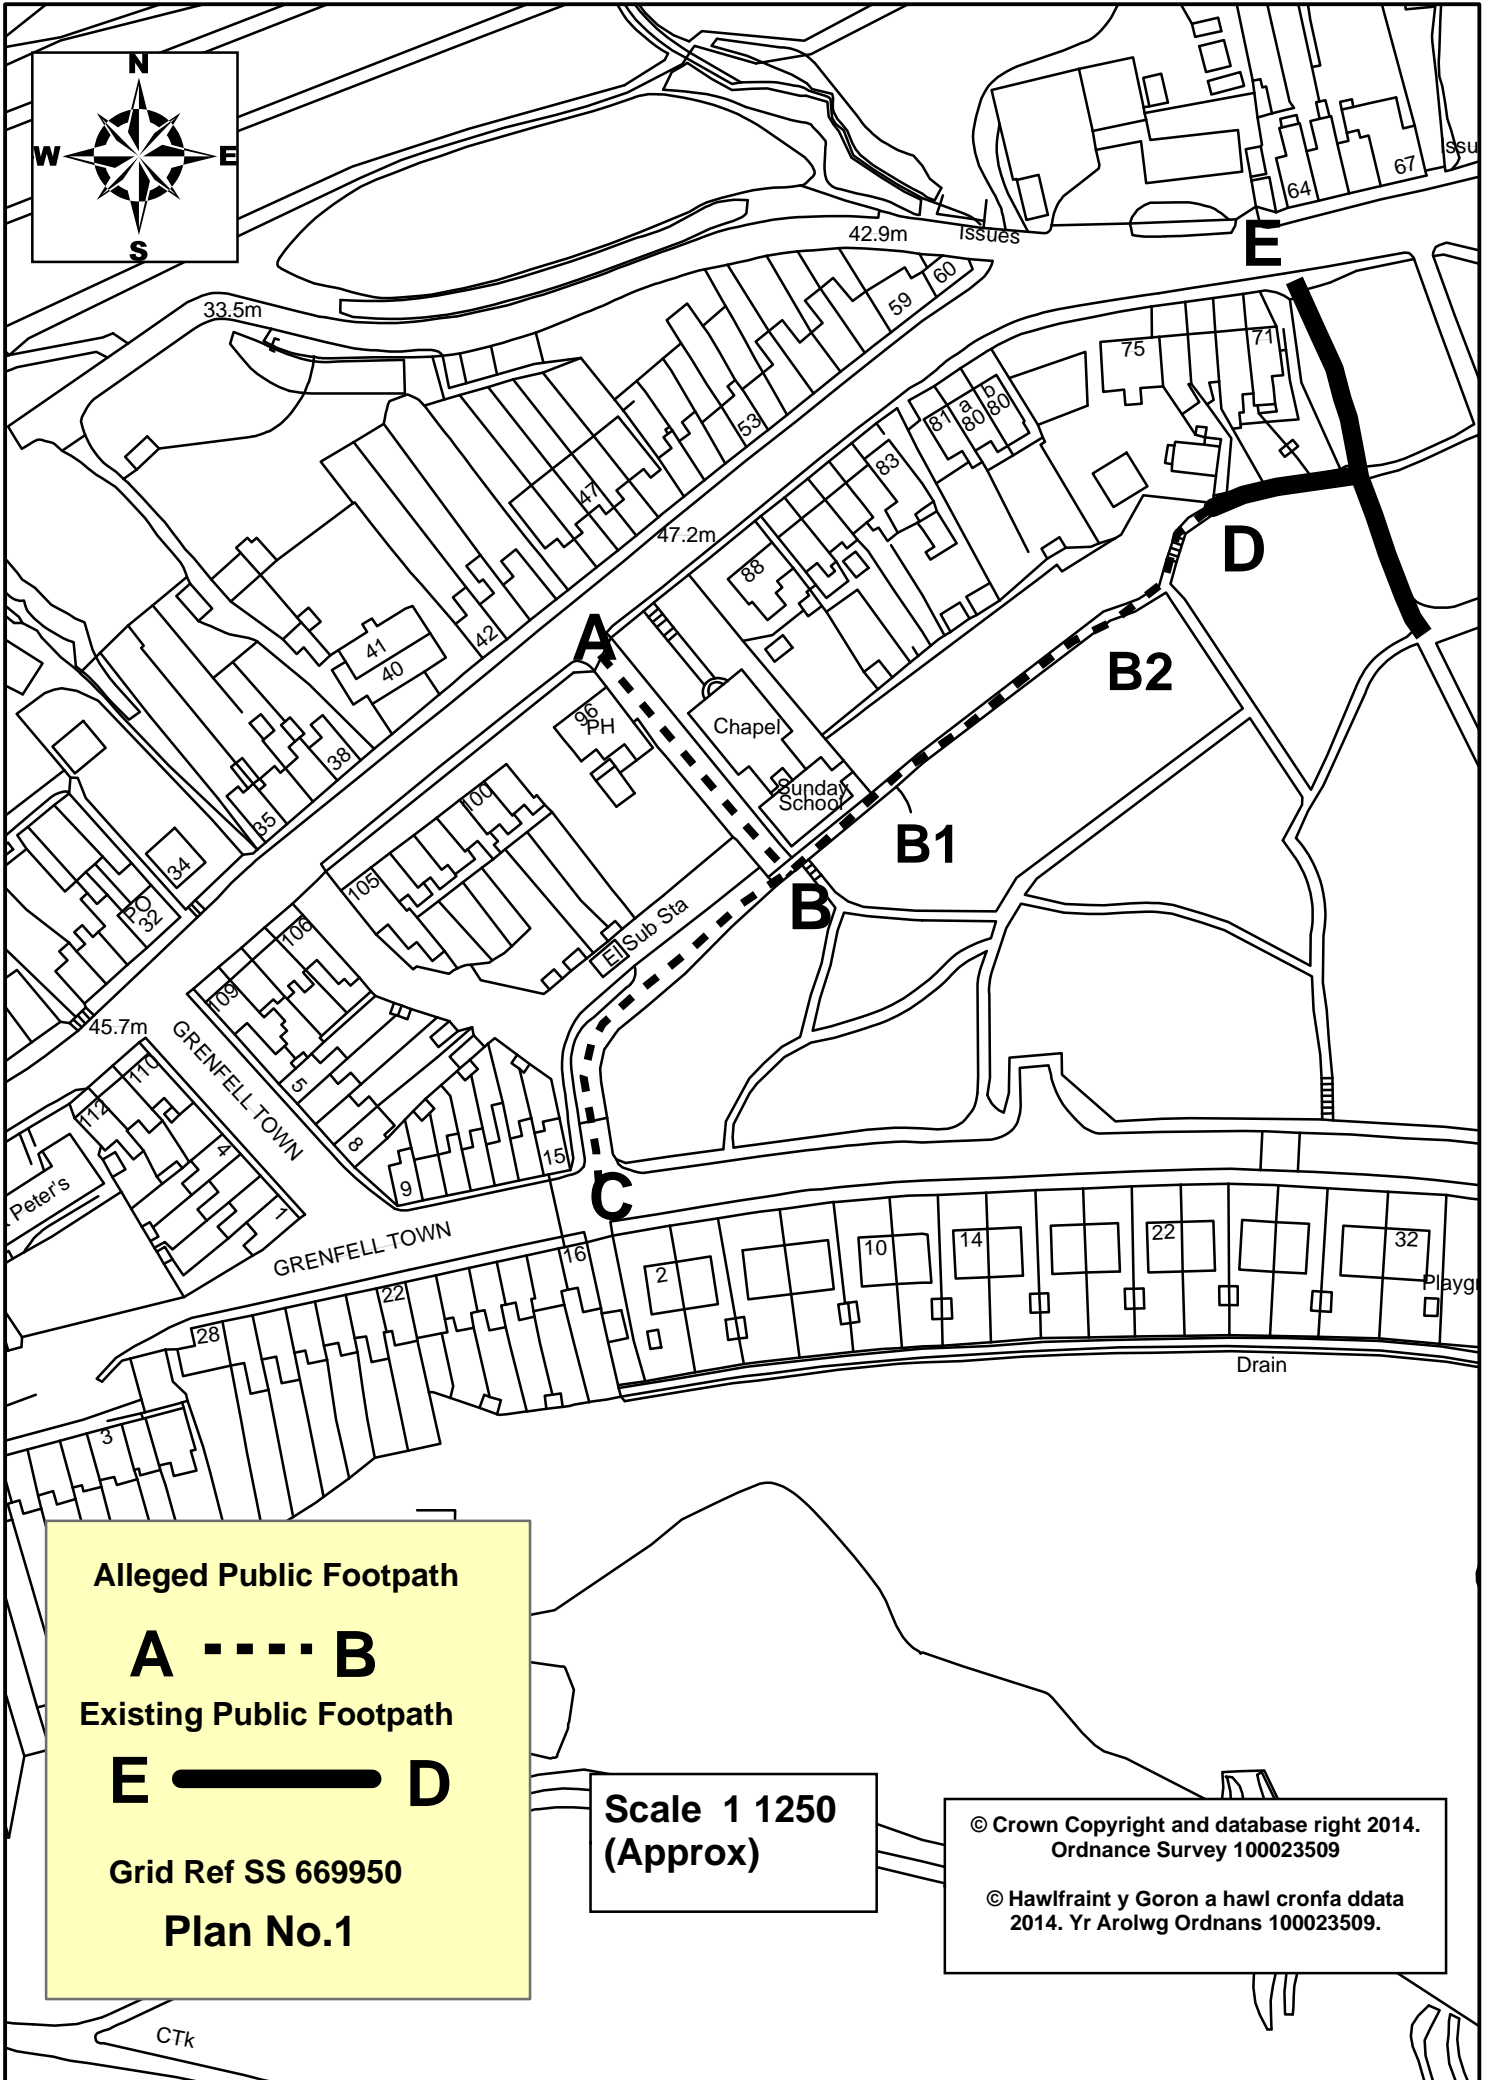 N
W
E
S
33.5m
42.9m
Issues
64
67
Issu
E
59
60
75
71
53
81
a
80
b
80
83
47
47.2m
D
88
A
42
41
40
B2
96
PH
Chapel
38
Sunday
School
100
35
B1
34
105
PO
32
B
El Sub Sta
106
109
45.7m
GRENFELL TOWN
110
5
112
8
4
15
9
Peter's
1
C
GRENFELL TOWN
16
2
10
14
22
32
Playgr
22
28
Drain
3
Alleged Public Footpath
A B
Existing Public Footpath
E D
Grid Ref SS 669950
Plan No.1
Scale 1 1250
(Approx)
© Crown Copyright and database right 2014.
Ordnance Survey 100023509
© Hawlfraint y Goron a hawl cronfa ddata
2014. Yr Arolwg Ordnans 100023509.
CTk